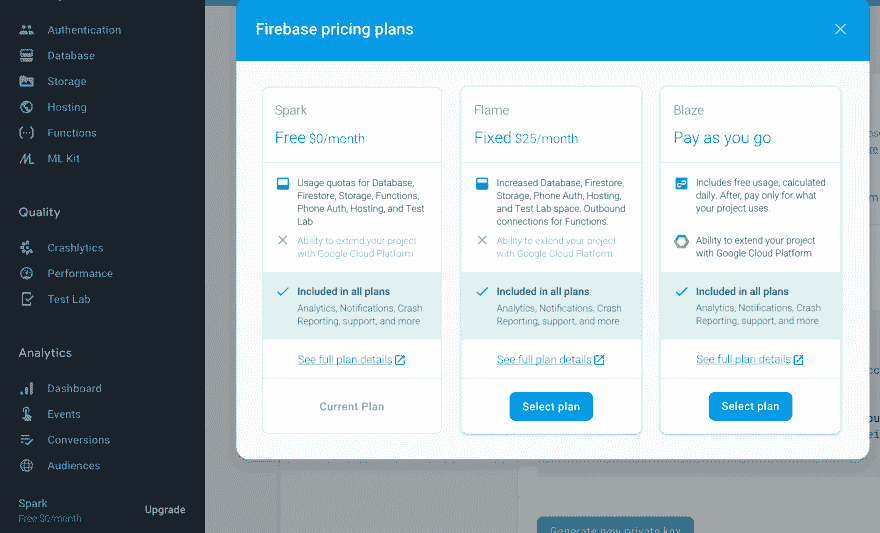 Authentication
Database
Storage
Hosting
Functions
ML Kit
Quality
Crashlytics
Performance
Test Lab
Analytics
Dashboard
Events
Conversions
Audiences
Spark
Free $0/month
Upgrade
Firebase pricing plans
Spark
Free $0/month
Usage quotas for Database,
Firestore, Storage, Functions,
Phone Auth, Hosting, and Test
Lab
Ability to extend your project
with Google Cloud Platform
Included in all plans
Analytics, Notifications, Crash
Reporting, support, and more
See full plan details
Current Plan
Flame
Fixed $25/month
Increased Database, Firestore,
Storage, Phone Auth, Hosting,
and Test Lab space. Outbound
connections for Functions.
Ability to extend your project
with Google Cloud Platform
Included in all plans
Analytics, Notifications, Crash
Reporting, support, and more
See full plan details
Select plan
Blaze
Pay as you go
Includes free usage, calculated
daily. After, pay only for what
your project uses.
Ability to extend your project
with Google Cloud Platform
Included in all plans
Analytics, Notifications, Crash
Reporting, support, and more
See full plan details
Select plan
Generate new private key